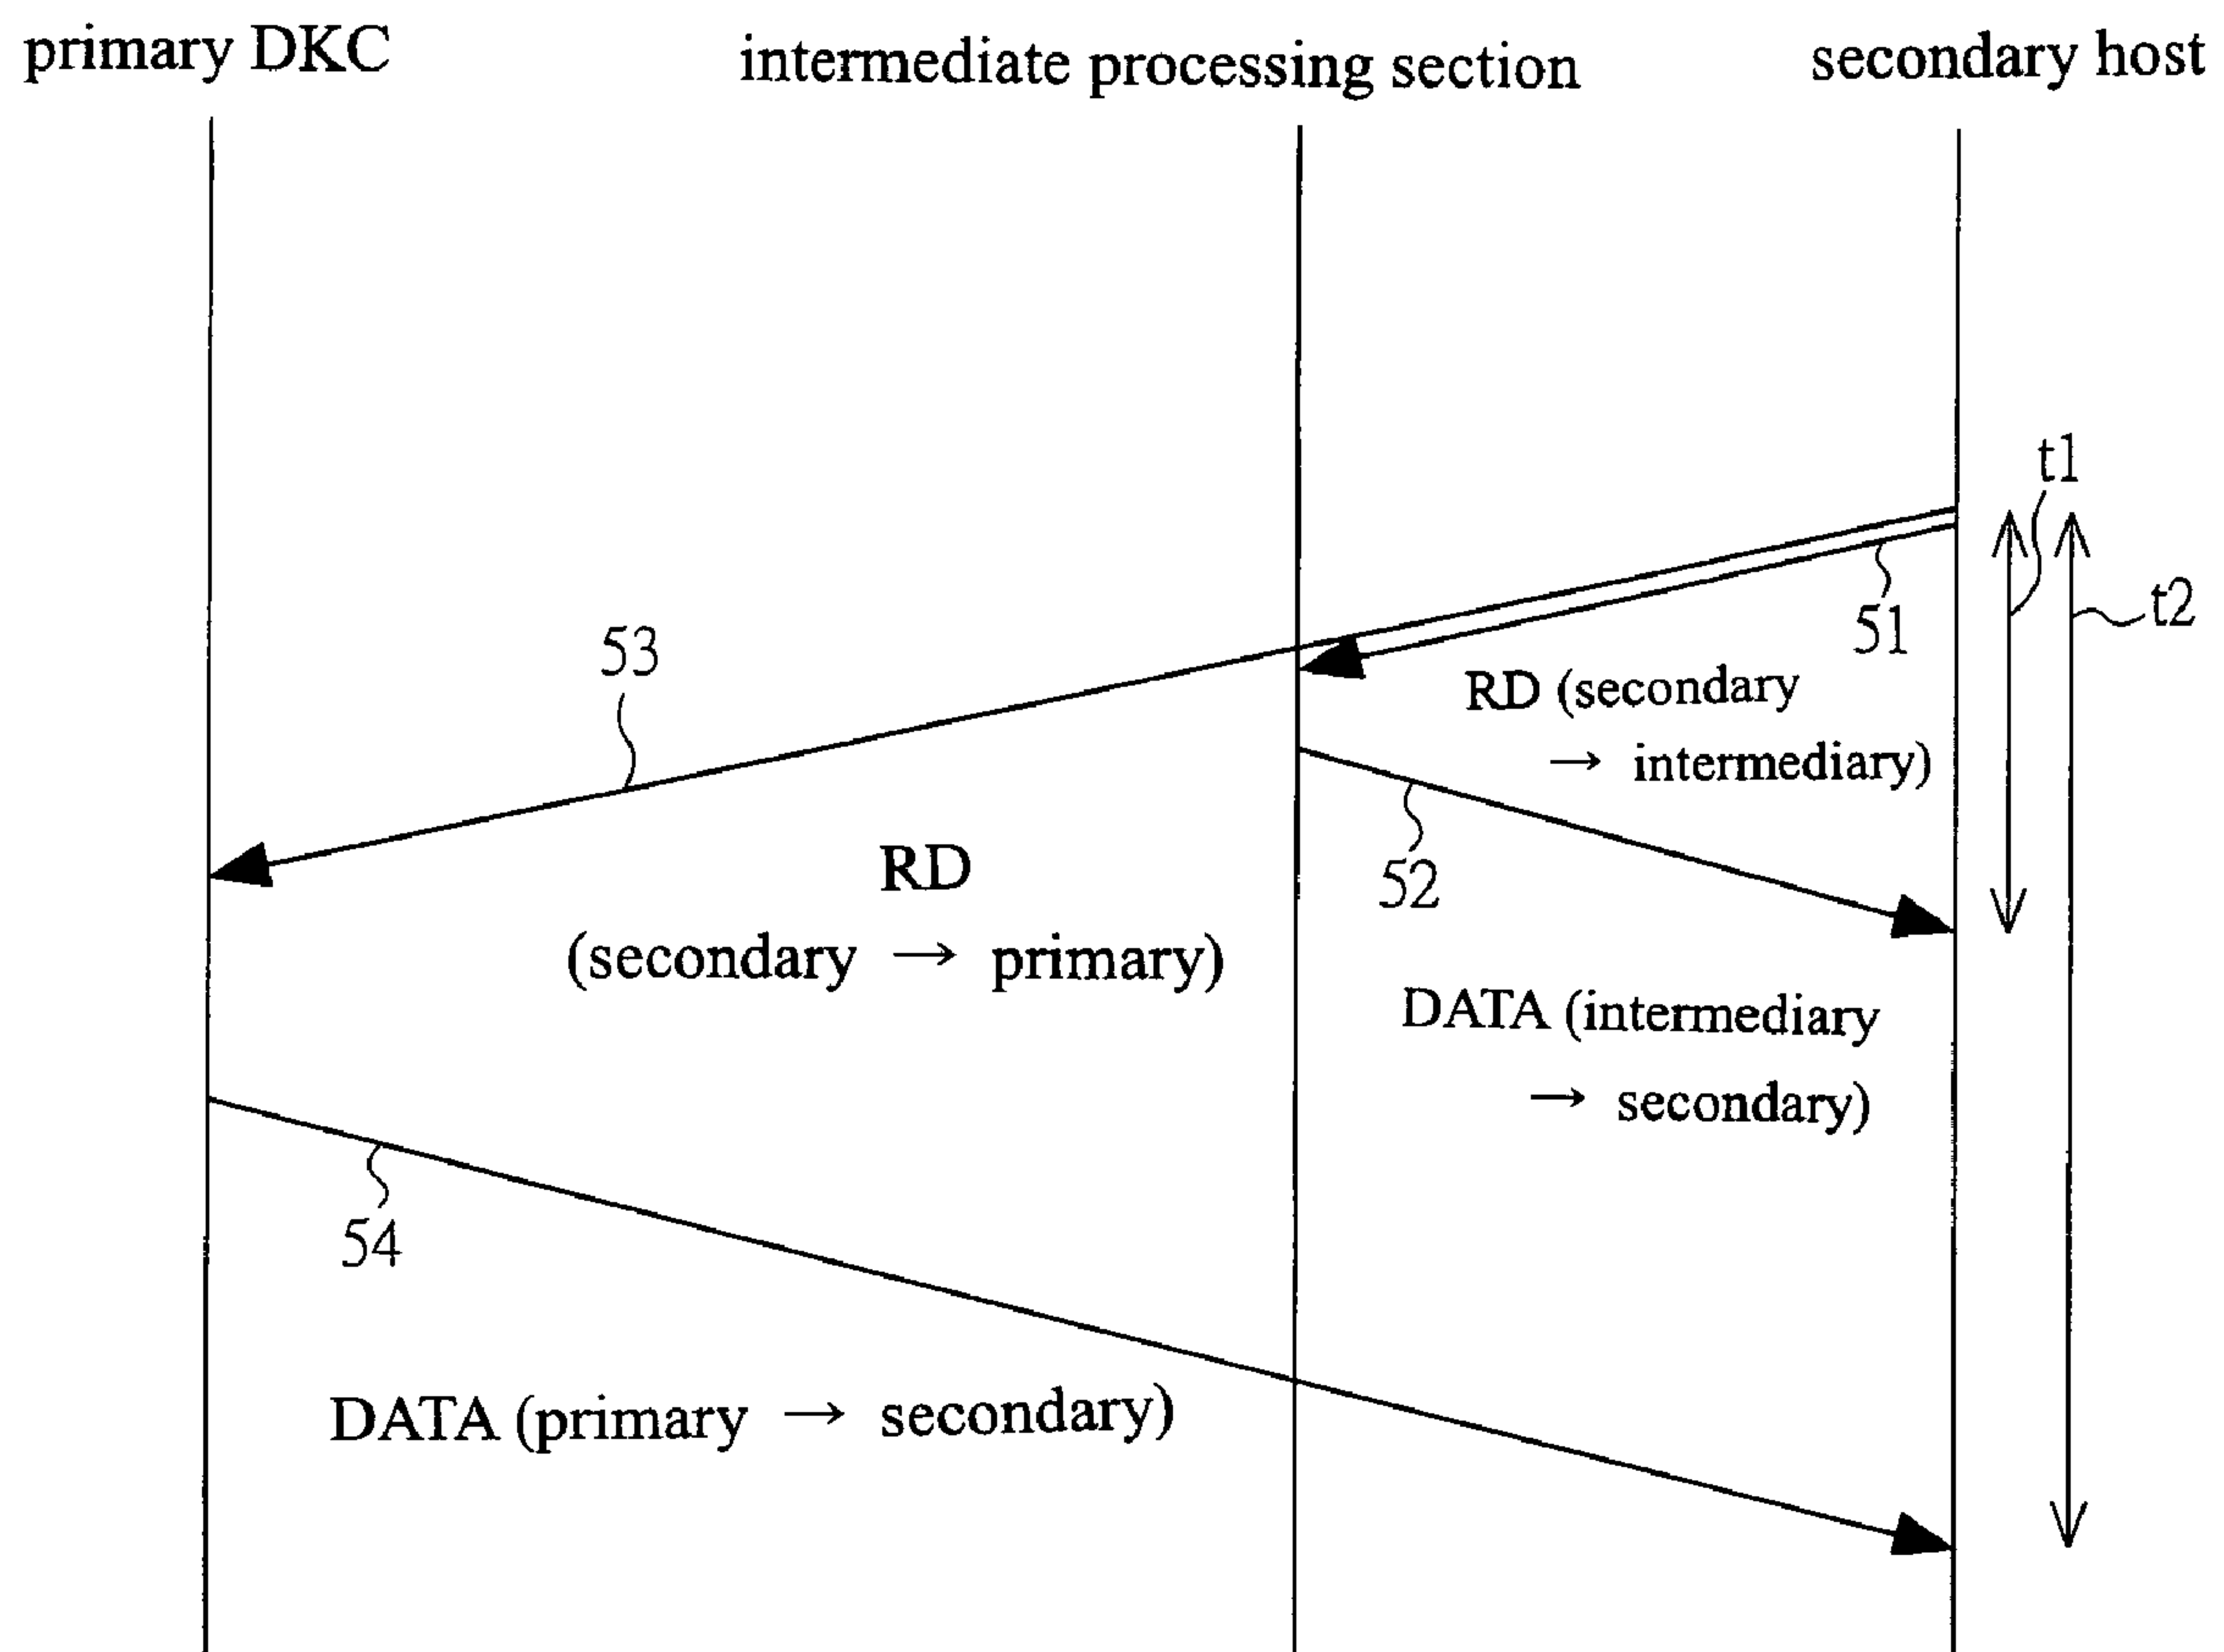 primary DKC
intermediate processing section
secondary host
t1
t2
51
53
RD (secondary
→ intermediary)
52
RD
(secondary → primary)
DATA (intermediary
→ secondary)
54
DATA (primary → secondary)